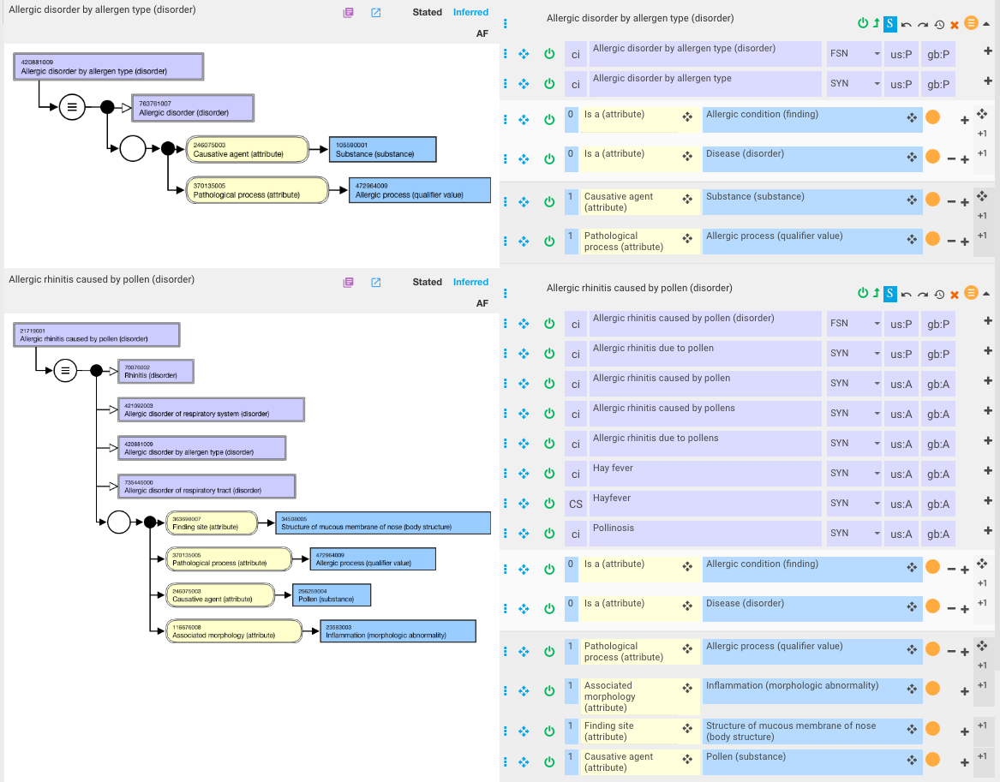 Allergic disorder by allergen type (disorder)
Stated Inferred
AF
420881009
Allergic disorder by allergen type (disorder)
763761007
Allergic disorder (disorder)
246075003
Causative agent (attribute)
105590001
Substance (substance)
370135005
Pathological process (attribute)
472964009
Allergic process (qualifier value)
Allergic disorder by allergen type (disorder)
S
ci Allergic disorder by allergen type (disorder) FSN us:P gb:P
ci Allergic disorder by allergen type SYN us:P gb:P
0 Is a (attribute) Allergic condition (finding)
+1
0 Is a (attribute) Disease (disorder) +1
1 Causative agent
(attribute)
Substance (substance)
+1
1 Pathological
process (attribute)
Allergic process (qualifier value) +1
Allergic rhinitis caused by pollen (disorder)
Stated Inferred
AF
21719001
Allergic rhinitis caused by pollen (disorder)
70076002
Rhinitis (disorder)
421092003
Allergic disorder of respiratory system (disorder)
420881009
Allergic disorder by allergen type (disorder)
735445000
Allergic disorder of respiratory tract (disorder)
363698007
Finding site (attribute)
34508005
Structure of mucous membrane of nose (body structure)
370135005
Pathological process (attribute)
472964009
Allergic process (qualifier value)
246075003
Causative agent (attribute)
256259004
Pollen (substance)
116676008
Associated morphology (attribute)
23583003
Inflammation (morphologic abnormality)
Allergic rhinitis caused by pollen (disorder)
S
ci Allergic rhinitis caused by pollen (disorder) FSN us:P gb:P
ci Allergic rhinitis due to pollen SYN us:P gb:P
ci Allergic rhinitis caused by pollen SYN us:A gb:A
ci Allergic rhinitis caused by pollens SYN us:A gb:A
ci Allergic rhinitis due to pollens SYN us:A gb:A
ci Hay fever SYN us:A gb:A
CS Hayfever SYN us:A gb:A
ci Pollinosis SYN us:A gb:A
0 Is a (attribute) Allergic condition (finding)
+1
0 Is a (attribute) Disease (disorder) +1
1 Pathological
process (attribute)
Allergic process (qualifier value)
+1
1 Associated
morphology
(attribute)
Inflammation (morphologic abnormality) +1
1 Finding site
(attribute)
Structure of mucous membrane of nose
(body structure)
+1
1 Causative agent
(attribute)
Pollen (substance) +1